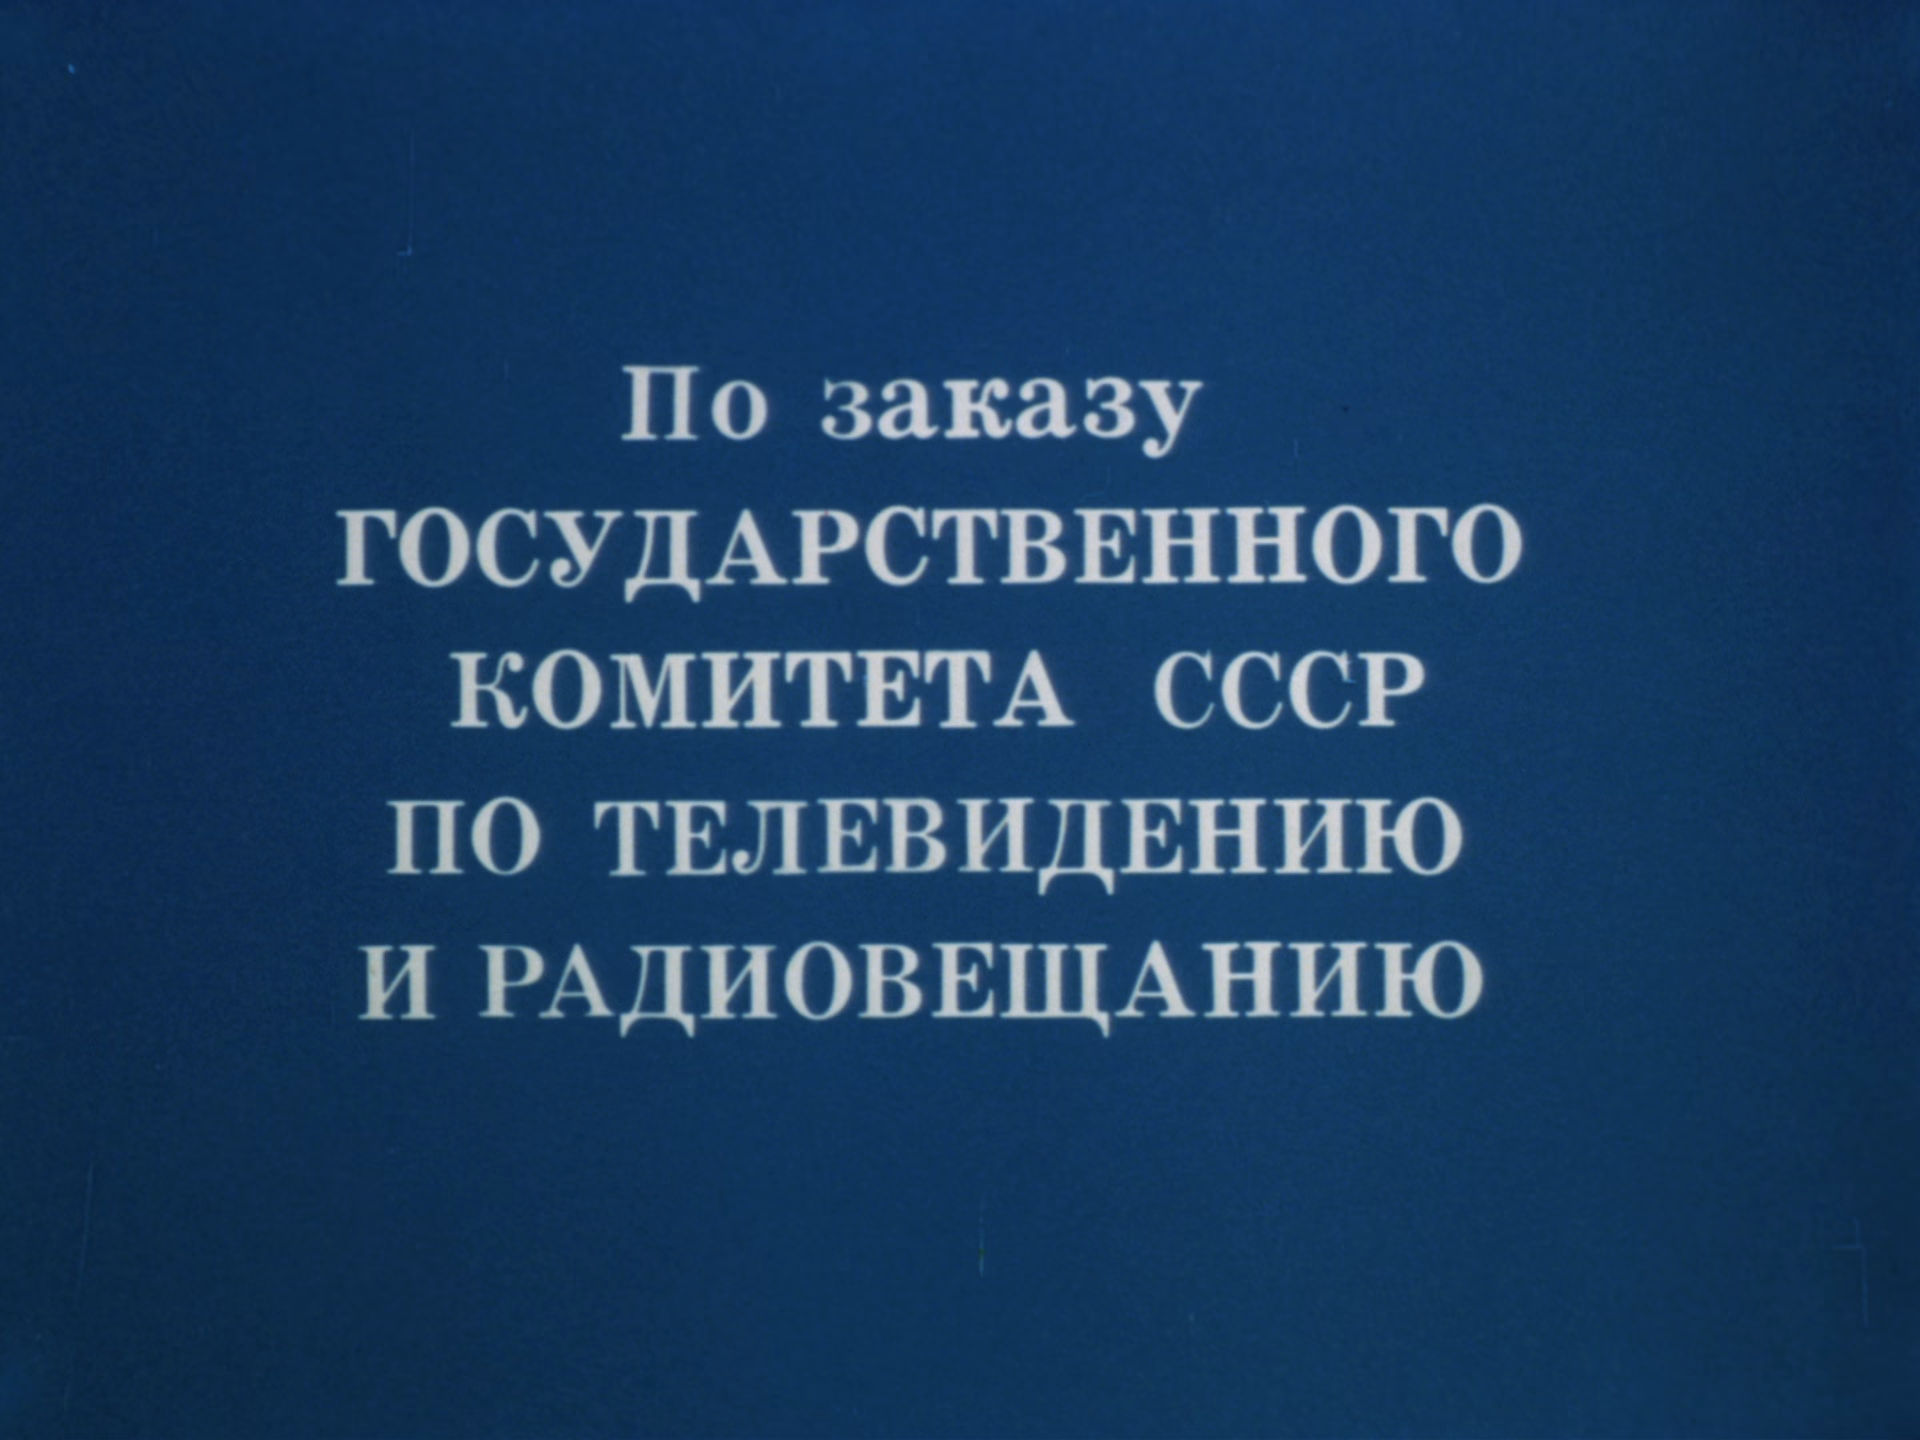 По заказу
ГОСУДАРСТВЕННОГО
КОМИТЕТА СССР
ПО ТЕЛЕВИДЕНИЮ
И РАДИОВЕЩАНИЮ